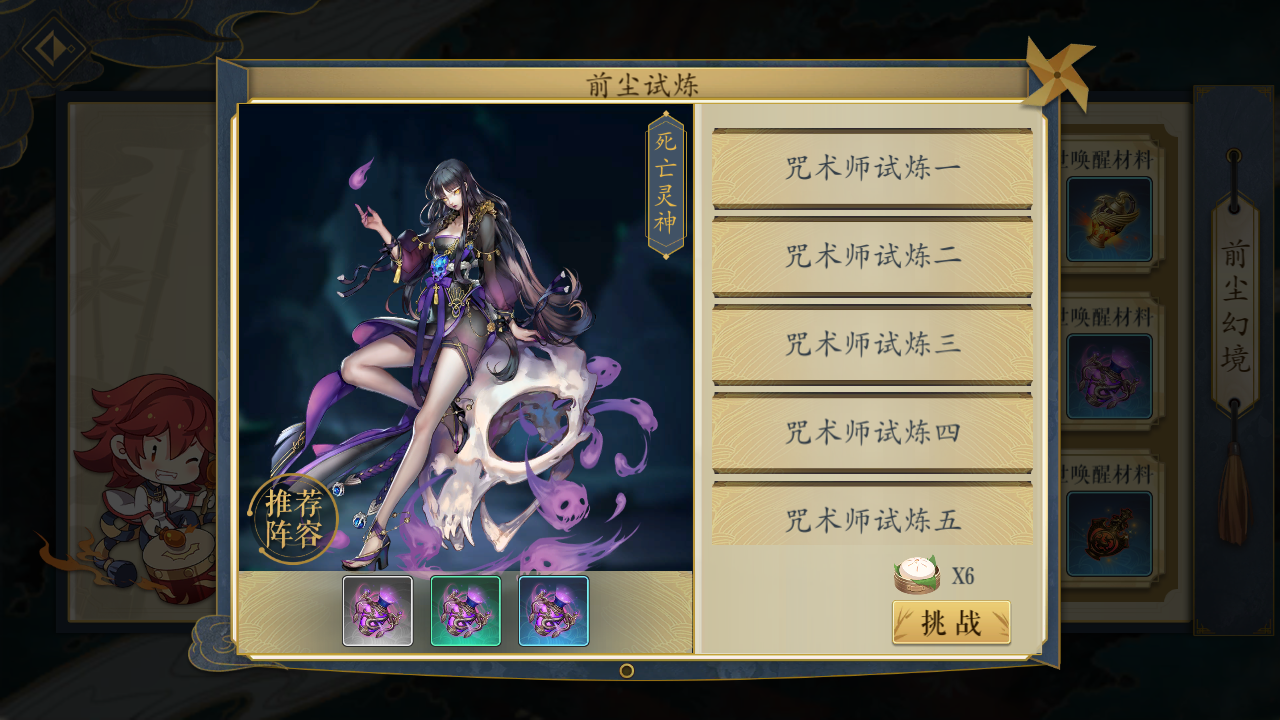 前尘试炼
死亡灵神
推荐
阵容
咒术师试炼一
咒术师试炼二
咒术师试炼三
咒术师试炼四
咒术师试炼五
X6
挑战
唤醒材料
唤醒材料
唤醒材料
前尘幻境